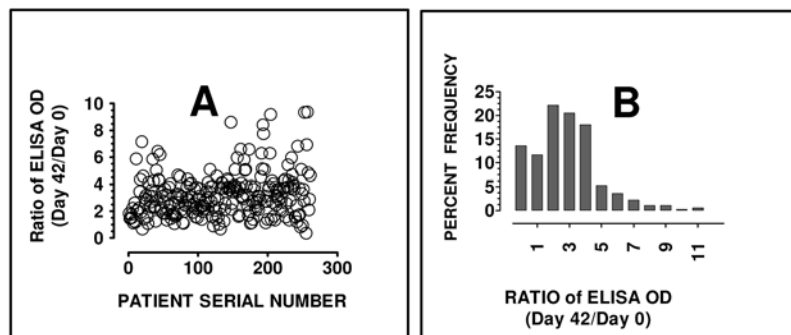 A
Ratio of ELISA OD
(Day 42/Day 0)
10
8
6
4
2
0
0 100 200 300
PATIENT SERIAL NUMBER
B
PERCENT FREQUENCY
25
20
15
10
5
0
1 3 5 7 9 11
RATIO of ELISA OD
(Day 42/Day 0)